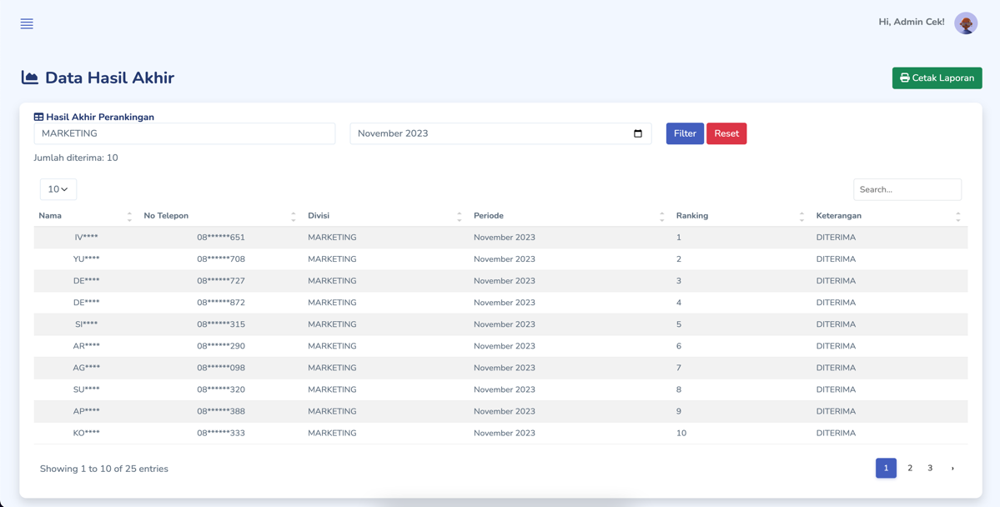 Hi, Admin Cek!
Data Hasil Akhir
Cetak Laporan
Hasil Akhir Perankingan
MARKETING November 2023 Filter Reset
Jumlah diterima: 10
10 Search...
Nama No Telepon Divisi Periode Ranking Keterangan
IV**** 08******651 MARKETING November 2023 1 DITERIMA
YU**** 08******708 MARKETING November 2023 2 DITERIMA
DE**** 08******727 MARKETING November 2023 3 DITERIMA
DE**** 08******872 MARKETING November 2023 4 DITERIMA
SI**** 08******315 MARKETING November 2023 5 DITERIMA
AR**** 08******290 MARKETING November 2023 6 DITERIMA
AG**** 08******098 MARKETING November 2023 7 DITERIMA
SU**** 08******320 MARKETING November 2023 8 DITERIMA
AP**** 08******388 MARKETING November 2023 9 DITERIMA
KO**** 08******333 MARKETING November 2023 10 DITERIMA
Showing 1 to 10 of 25 entries 1 2 3 ›